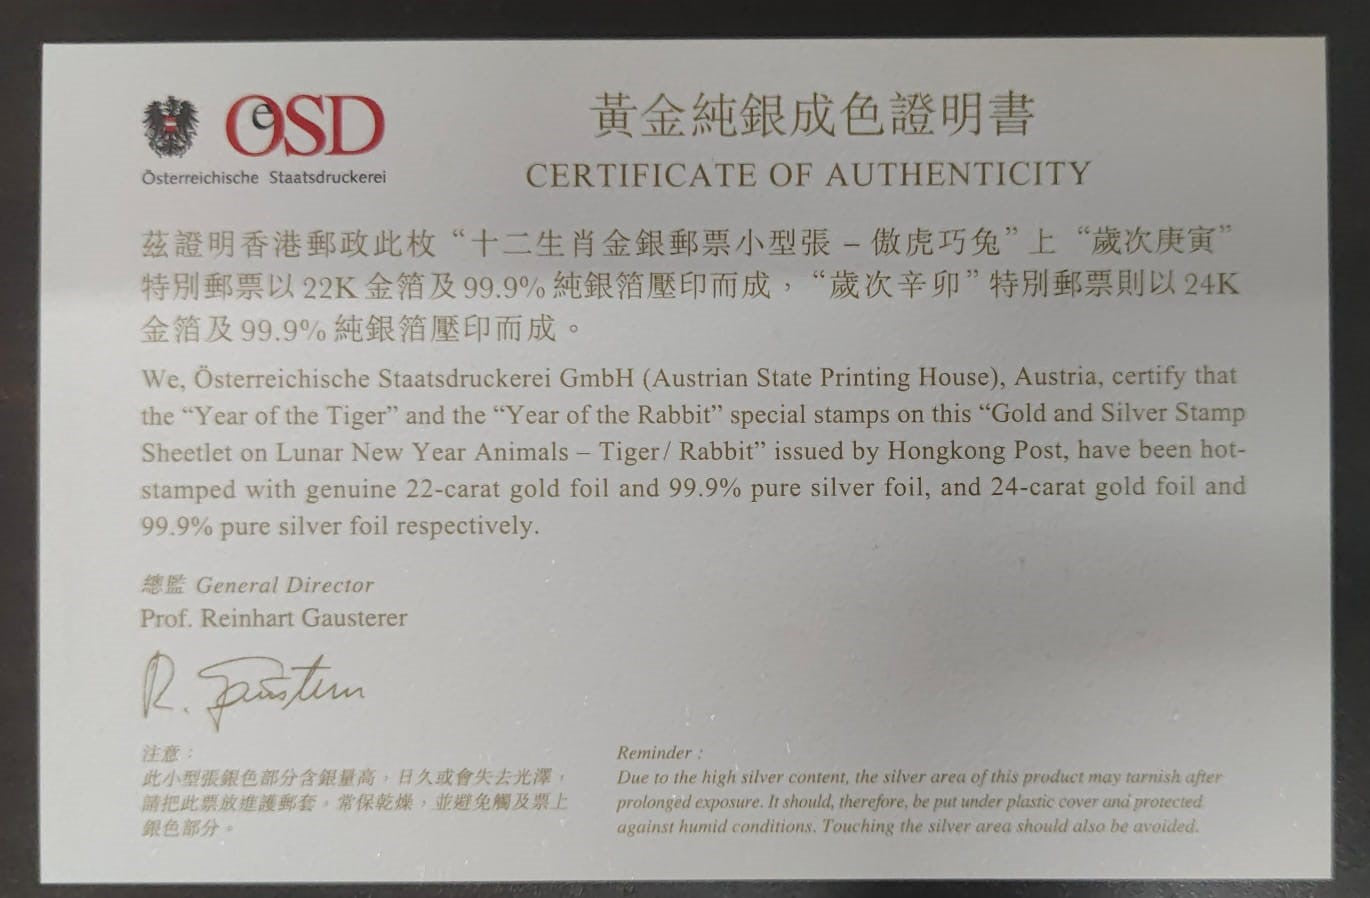 OeSD
Österreichische Staatsdruckerei
黃金純銀成色證明書
CERTIFICATE OF AUTHENTICITY
茲證明香港郵政此枚“十二生肖金銀郵票小型張 – 傲虎巧兔”上“歲次庚寅”
特別郵票以 22K 金箔及 99.9% 純銀箔壓印而成，“歲次辛卯”特別郵票則以 24K
金箔及 99.9% 純銀箔壓印而成。
We, Österreichische Staatsdruckerei GmbH (Austrian State Printing House), Austria, certify that
the “Year of the Tiger” and the “Year of the Rabbit” special stamps on this “Gold and Silver Stamp
Sheetlet on Lunar New Year Animals – Tiger/ Rabbit” issued by Hongkong Post, have been hot-
stamped with genuine 22-carat gold foil and 99.9% pure silver foil, and 24-carat gold foil and
99.9% pure silver foil respectively.
總監 General Director
Prof. Reinhart Gausterer
R. Gausterer
注意：
此小型張銀色部分含銀量高，日久或會失去光澤，
請把此票放進護郵套。常保乾燥，並避免觸及票上
銀色部分。
Reminder :
Due to the high silver content, the silver area of this product may tarnish after
prolonged exposure. It should, therefore, be put under plastic cover and protected
against humid conditions. Touching the silver area should also be avoided.